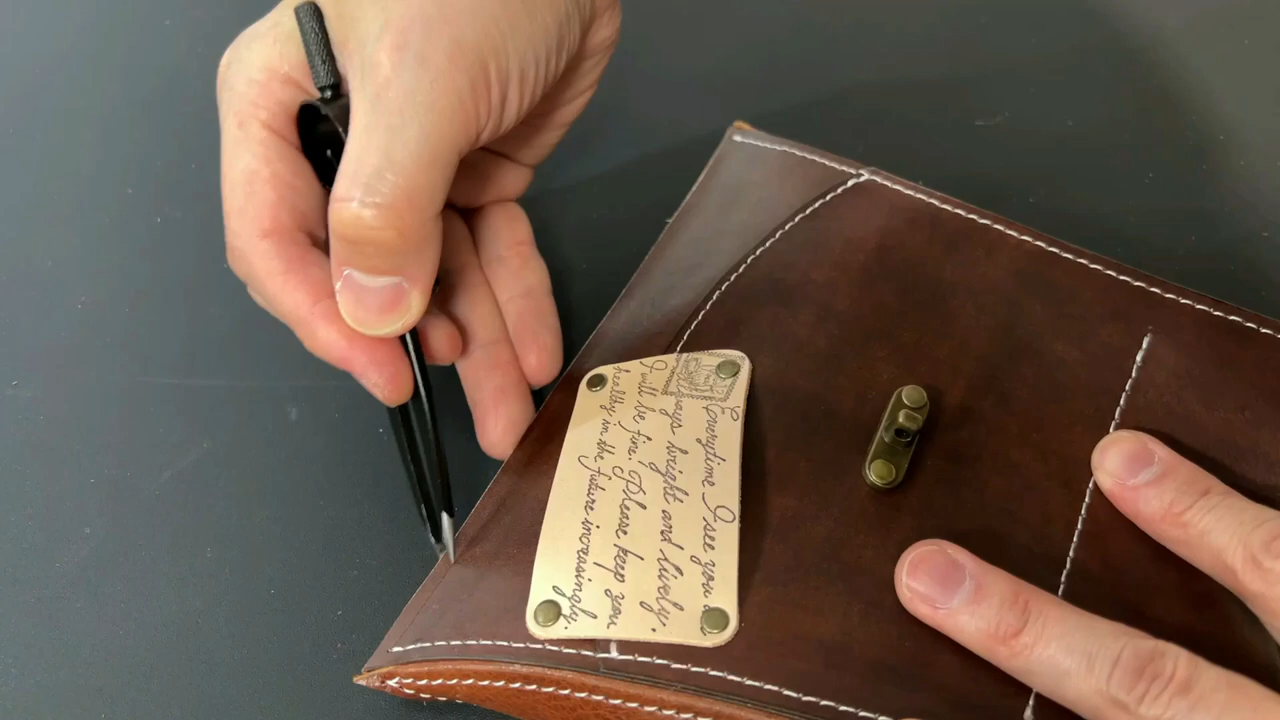 Everytime I see you
always bright and lively.
I will be fine. Please keep you
healthy in the future increasingly.